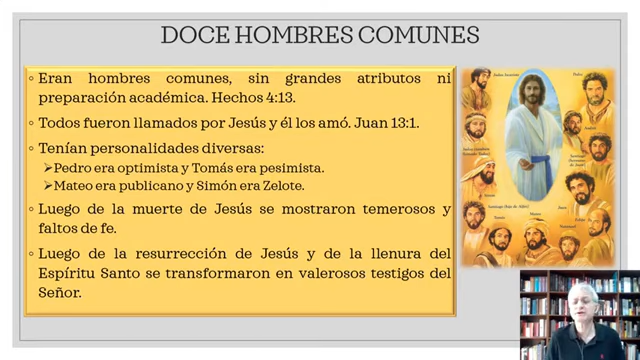 DOCE HOMBRES COMUNES
◦ Eran hombres comunes, sin grandes atributos ni
preparación académica. Hechos 4:13.
◦ Todos fueron llamados por Jesús y él los amó. Juan 13:1.
◦ Tenían personalidades diversas:
➢Pedro era optimista y Tomás era pesimista.
➢Mateo era publicano y Simón era Zelote.
◦ Luego de la muerte de Jesús se mostraron temerosos y
faltos de fe.
◦ Luego de la resurrección de Jesús y de la llenura del
Espíritu Santo se transformaron en valerosos testigos del
Señor.